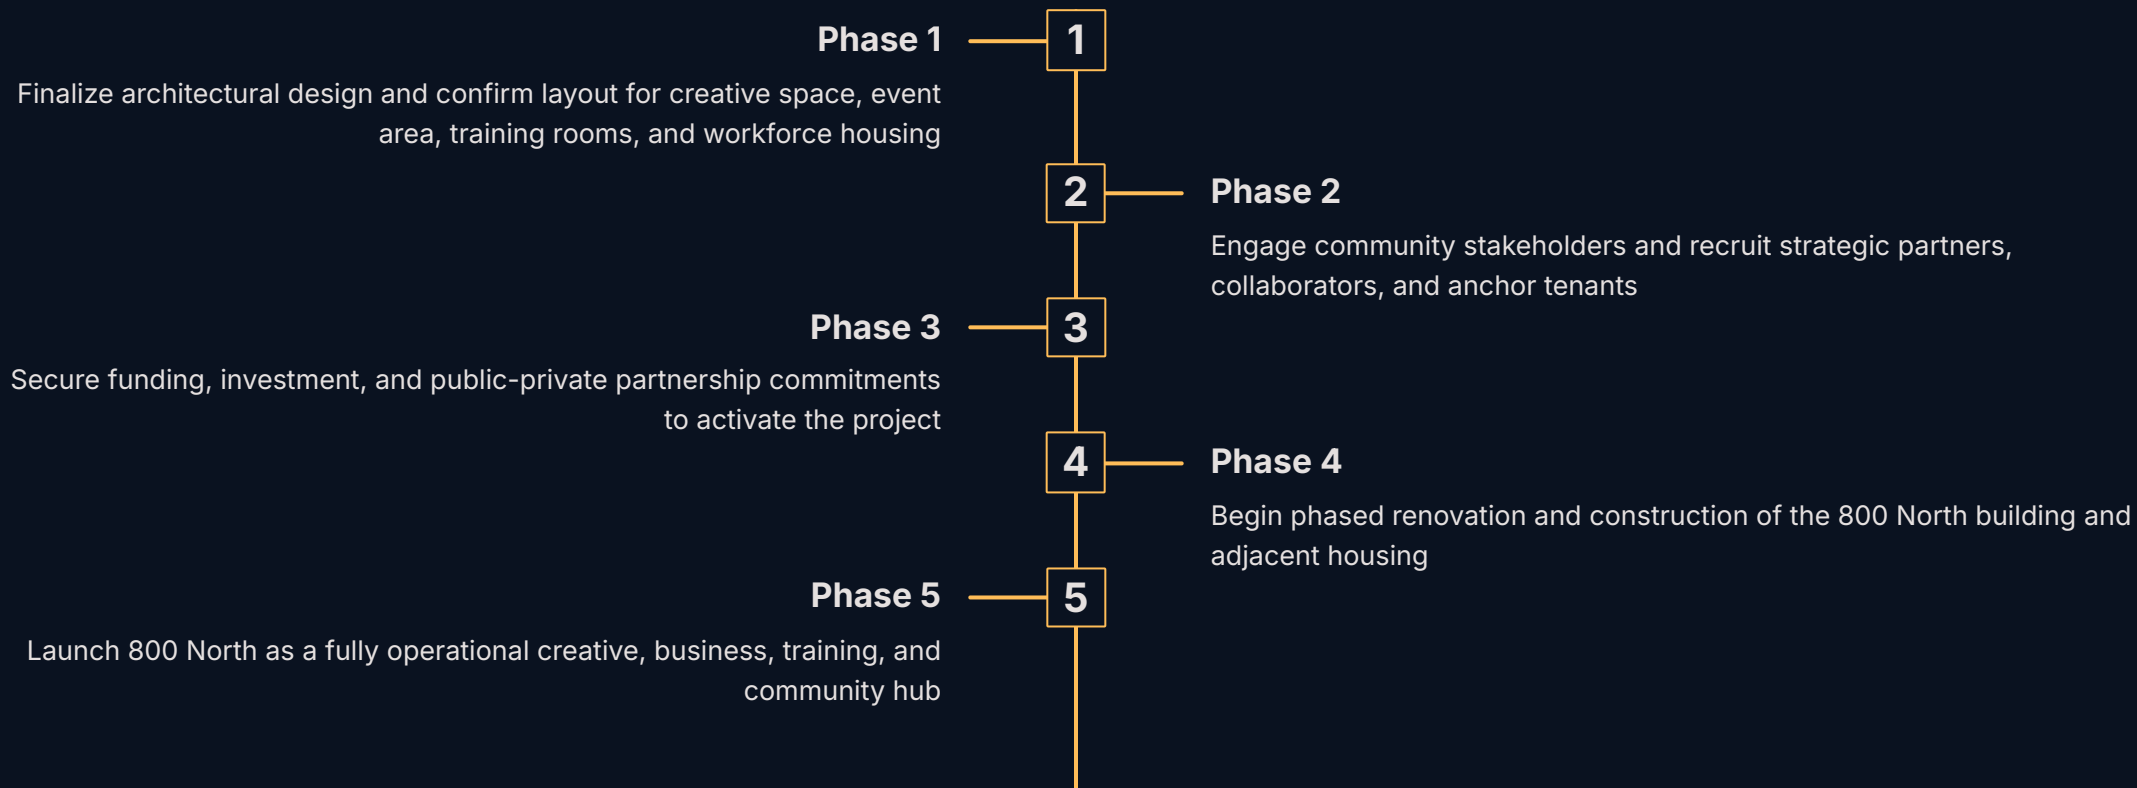 Phase 1
1
Finalize architectural design and confirm layout for creative space, event
area, training rooms, and workforce housing
2
Phase 2
Engage community stakeholders and recruit strategic partners,
collaborators, and anchor tenants
Phase 3
3
Secure funding, investment, and public-private partnership commitments
to activate the project
4
Phase 4
Begin phased renovation and construction of the 800 North building and
adjacent housing
Phase 5
5
Launch 800 North as a fully operational creative, business, training, and
community hub